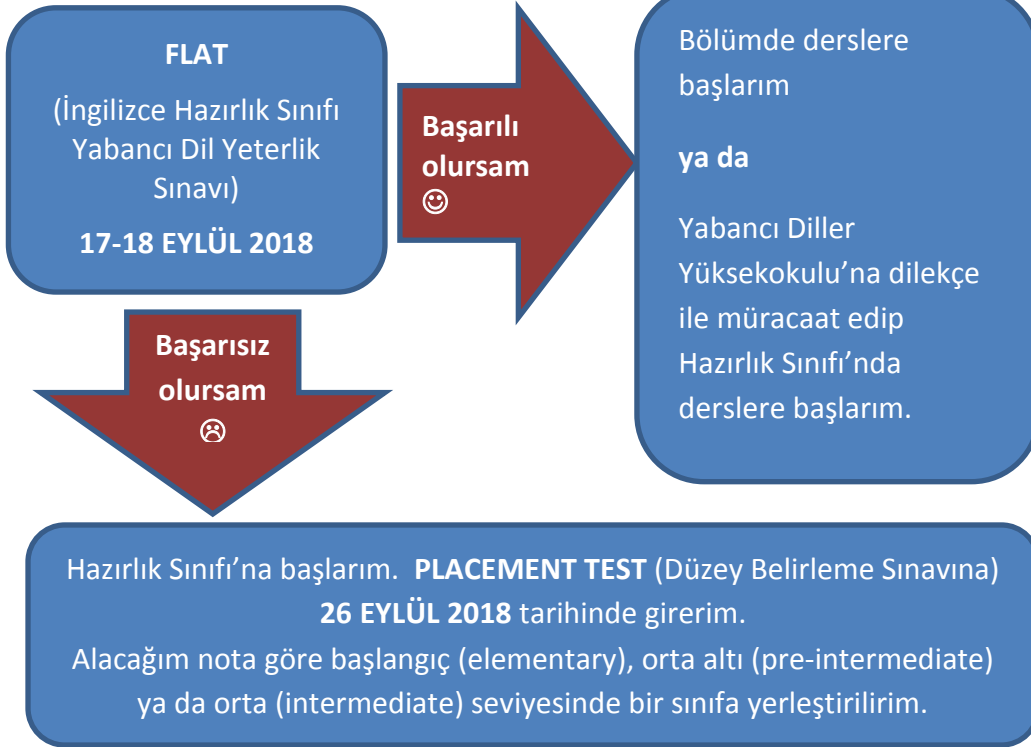 FLAT
(İngilizce Hazırlık Sınıfı
Yabancı Dil Yeterlik
Sınavı)
17-18 EYLÜL 2018
Başarılı
olursam
☺
Bölümde derslere
başlarım
ya da
Yabancı Diller
Yüksekokulu’na dilekçe
ile müracaat edip
Hazırlık Sınıfı’nda
derslere başlarım.
Başarısız
olursam
☹
Hazırlık Sınıfı’na başlarım. PLACEMENT TEST (Düzey Belirleme Sınavına)
26 EYLÜL 2018 tarihinde girerim.
Alacağım nota göre başlangıç (elementary), orta altı (pre-intermediate)
ya da orta (intermediate) seviyesinde bir sınıfa yerleştirilirim.